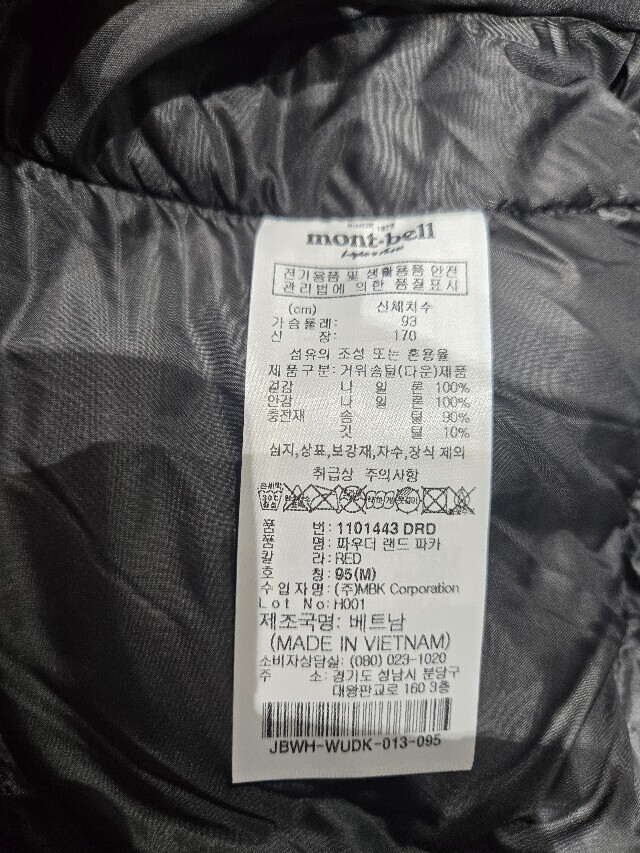 SINCE 1975
mont-bell
전기용품 및 생활용품 안전
관리법에 의한 품질표시
(cm) 신체치수
가슴둘레: 93
신 장: 170
섬유의 조성 또는 혼용율
제품구분: 거위솜털(다운)제품
겉감 나 일 론 100%
안감 나 일 론 100%
충전재 솜 털 90%
깃 털 10%
심지,상표,보강재,자수,장식 제외
취급상 주의사항
품 번: 1101443 DRD
품 명: 파우더 랜드 파카
칼 라: RED
호 칭: 95(M)
수 입 자 명: (주)MBK Corporation
Lot No: H001
제조국명: 베트남
(MADE IN VIETNAM)
소비자상담실: (080) 023-1020
주 소: 경기도 성남시 분당구
대왕판교로 160 3층
JBWH-WUDK-013-095